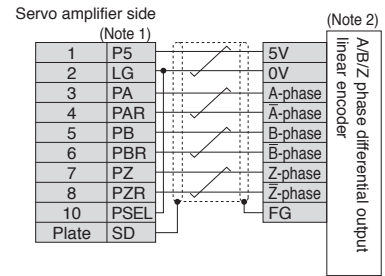 Servo amplifier side
(Note 1)
(Note 2)
1 P5 5V
2 LG 0V
3 PA A-phase
4 PAR A̅-phase
5 PB B-phase
6 PBR B̅-phase
7 PZ Z-phase
8 PZR Z̅-phase
10 PSEL FG
Plate SD
A/B/Z phase differential output
linear encoder